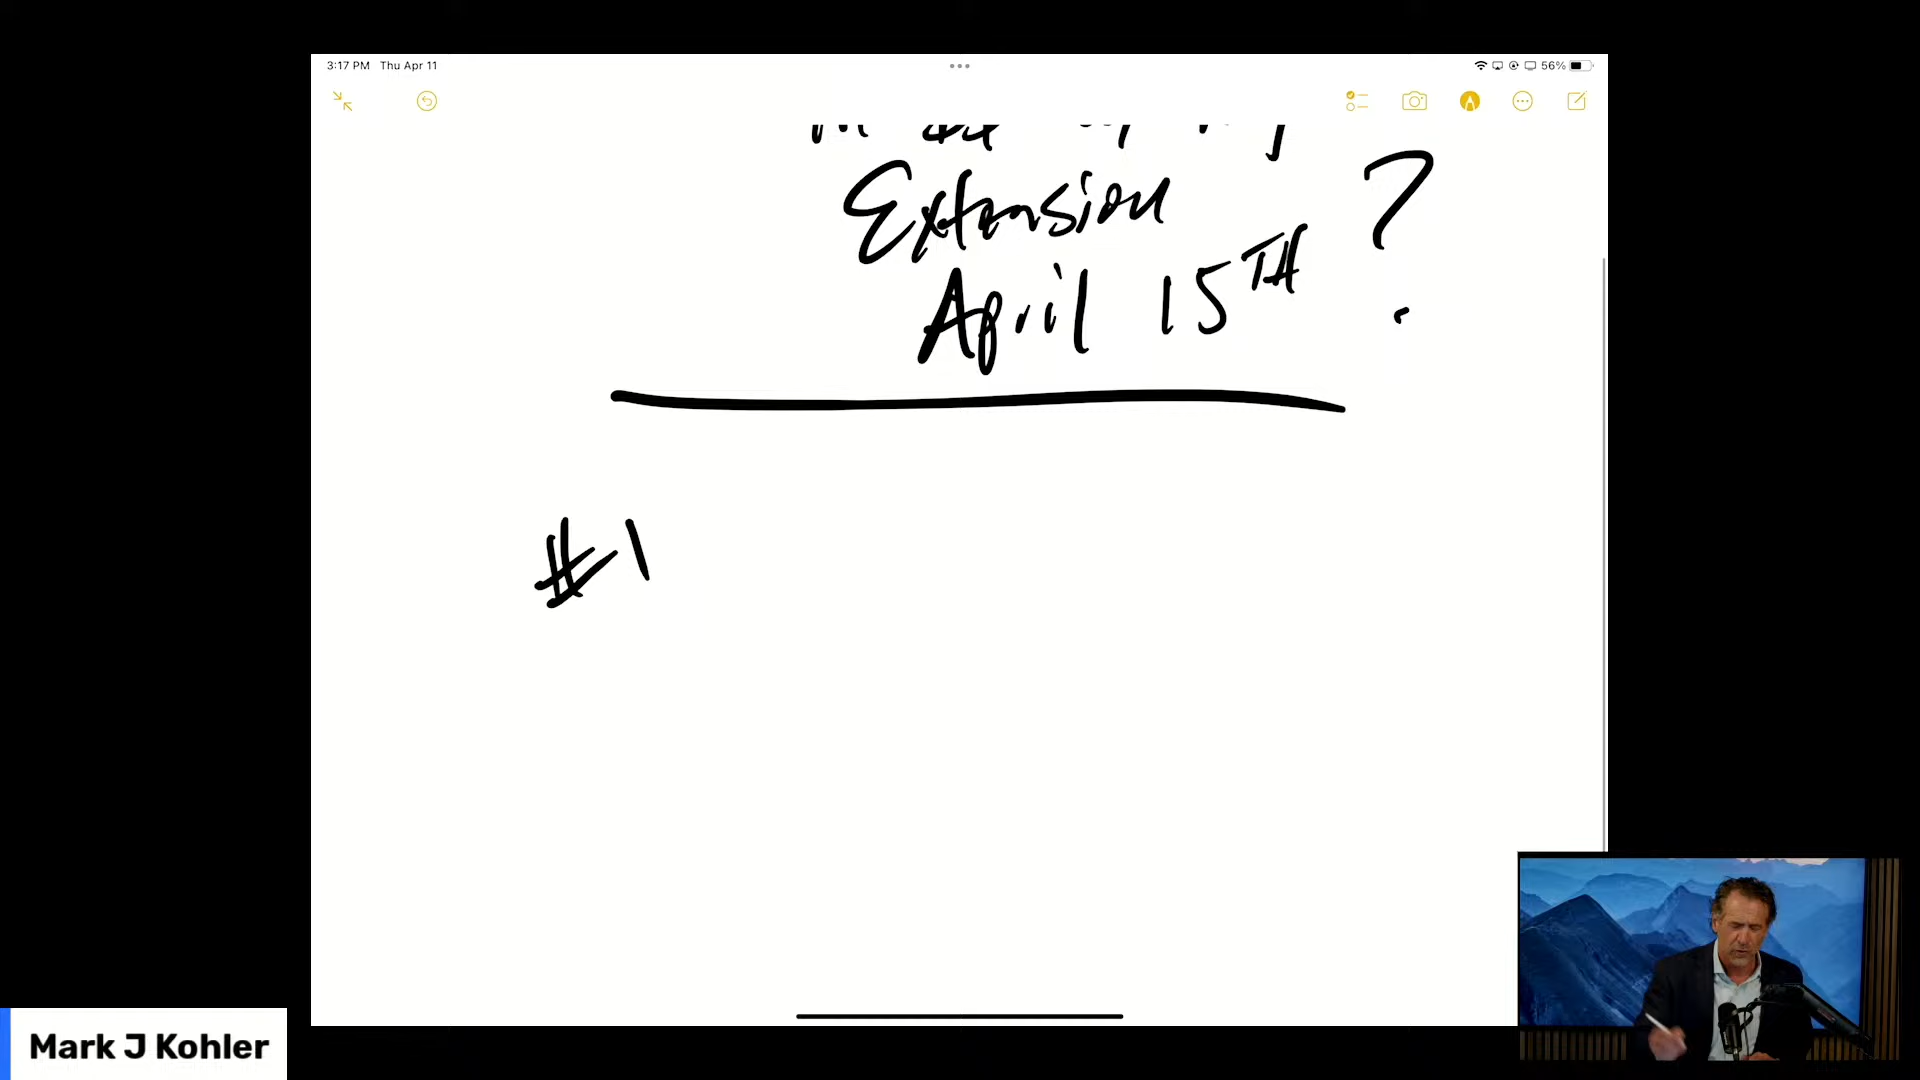 3:17 PM Thu Apr 11
56%
Extension ?
April 15TH
#1
Mark J Kohler